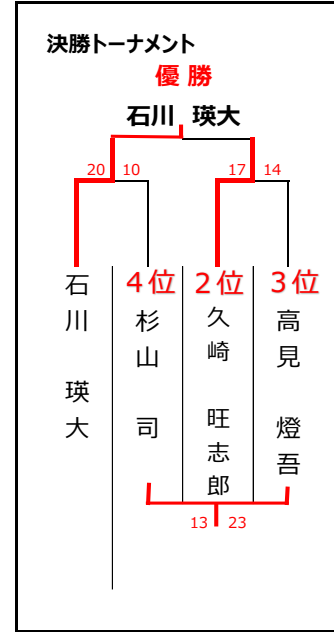 決勝トーナメント
優 勝
石川 瑛大
20 10 17 14
4位 2位 3位
石川 瑛大
杉山 司
久崎 旺志郎
高見 燈吾
13 23